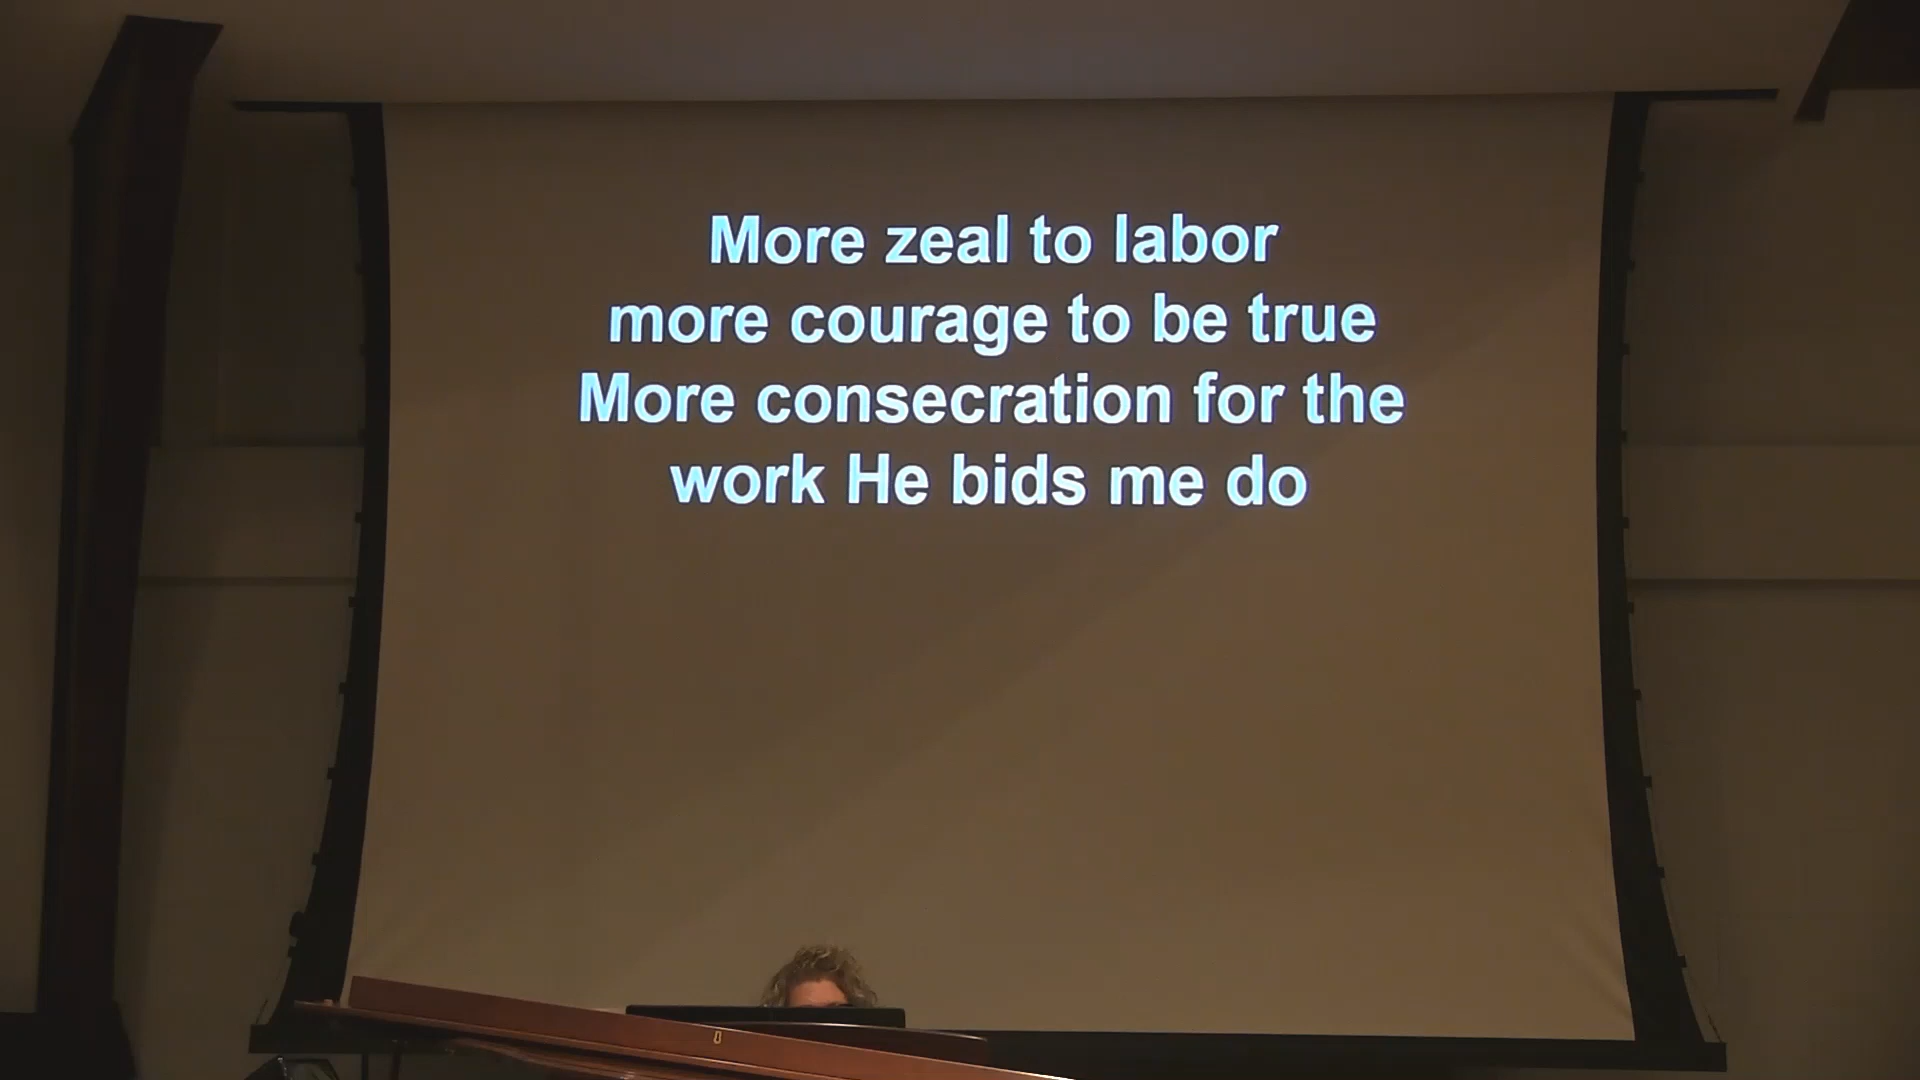 More zeal to labor
more courage to be true
More consecration for the
work He bids me do